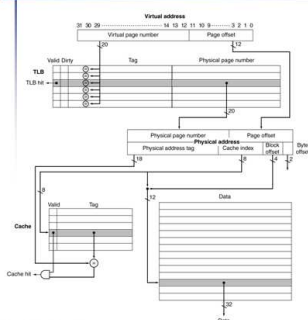 Virtual address
31 30 29 14 13 12 11 10 9 3 2 1 0
Virtual page number Page offset
20 12
Valid Dirty Tag Physical page number
TLB
TLB hit
20
Physical page number Page offset
Physical address
Physical address tag Cache index Block offset Byte offset
18 8 4 2
8
12 Data
Valid Tag
Cache
Cache hit
32